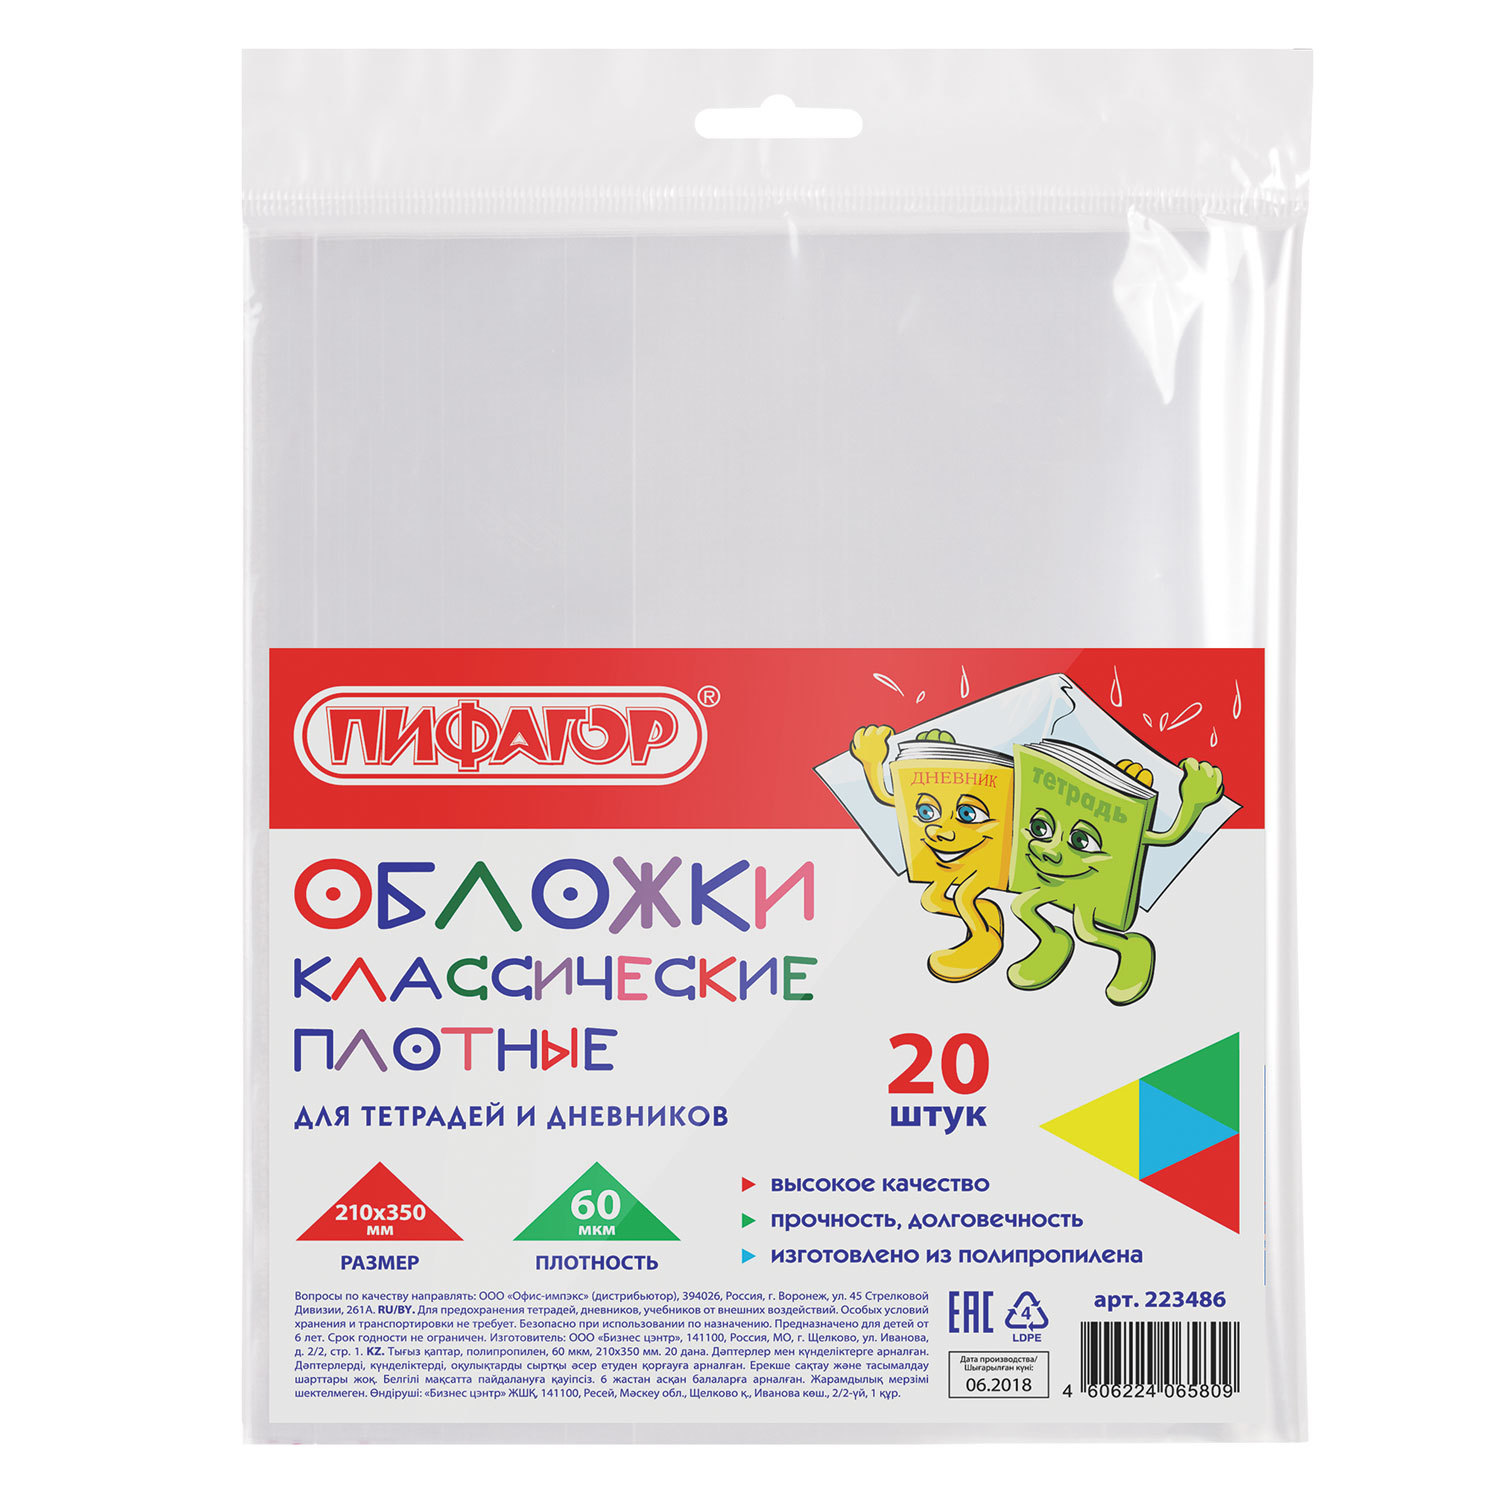 ПИФАГОР®
ДНЕВНИК
тетрадь
ОБЛОЖКИ
КЛАССИЧЕСКИЕ
ПЛОТНЫЕ
ДЛЯ ТЕТРАДЕЙ И ДНЕВНИКОВ
20
штук
210х350
мм
РАЗМЕР
60
мкм
ПЛОТНОСТЬ
высокое качество
прочность, долговечность
изготовлено из полипропилена
Вопросы по качеству направлять: ООО «Офис-импэкс» (дистрибьютор), 394026, Россия, г. Воронеж, ул. 45 Стрелковой
Дивизии, 261А. RU/BY. Для предохранения тетрадей, дневников, учебников от внешних воздействий. Особых условий
хранения и транспортировки не требует. Безопасно при использовании по назначению. Предназначено для детей от
6 лет. Срок годности не ограничен. Изготовитель: ООО «Бизнес цэнтр», 141100, Россия, МО, г. Щелково, ул. Иванова,
д. 2/2, стр. 1. KZ. Тығыз қаптар, полипропилен, 60 мкм, 210х350 мм. 20 дана. Дәптерлер мен күнделіктерге арналған.
Дәптерлерді, күнделіктерді, оқулықтарды сыртқы әсер етуден қорғауға арналған. Ерекше сақтау және тасымалдау
шарттары жоқ. Белгілі мақсатта пайдалануға қауіпсіз. 6 жастан асқан балаларға арналған. Жарамдылық мерзімі
шектелмеген. Өндіруші: «Бизнес цэнтр» ЖШҚ, 141100, Ресей, Мәскеу обл., Щелково қ., Иванова көш., 2/2-үй, 1 құр.
EAC
4
LDPE
Дата производства/
Шығарылған күні:
06.2018
арт. 223486
4 606224 065809